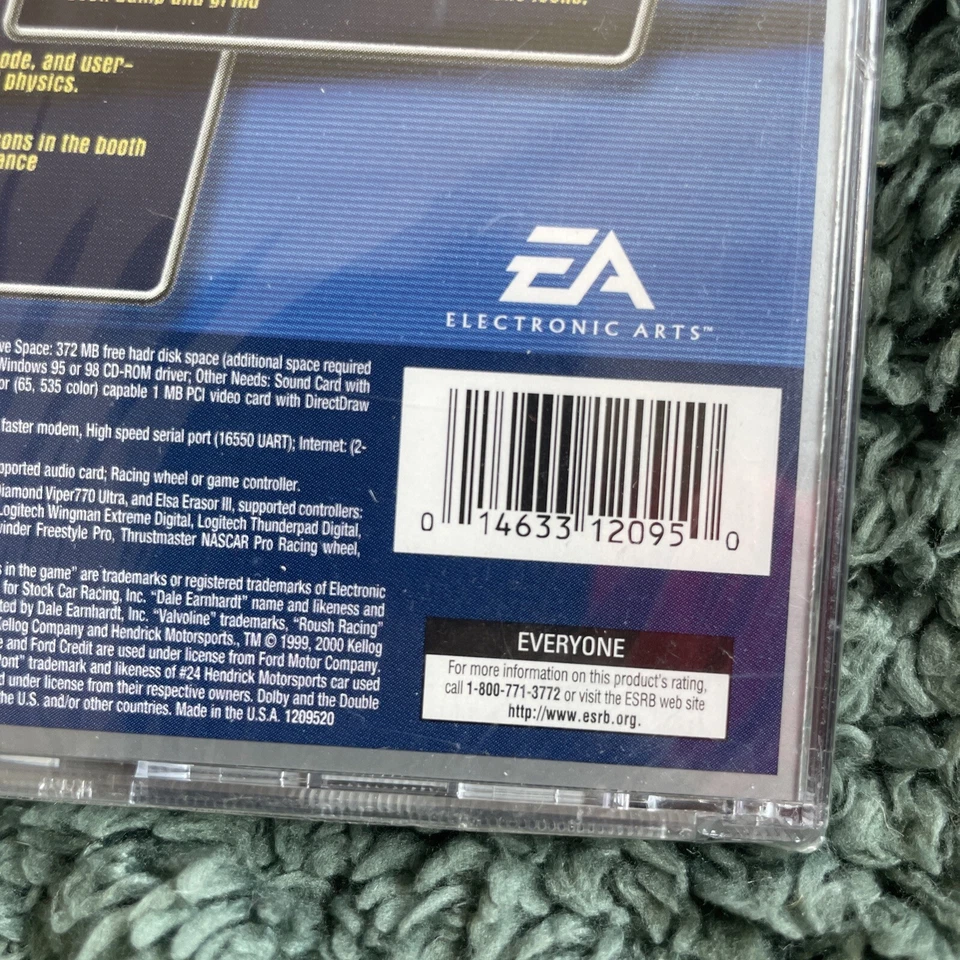 ode, and user-
physics.
ons in the booth
ance
EA
ELECTRONIC ARTS™
ve Space: 372 MB free hadr disk space (additional space required
Windows 95 or 98 CD-ROM driver; Other Needs: Sound Card with
or (65, 535 color) capable 1 MB PCI video card with DirectDraw
faster modem, High speed serial port (16550 UART); Internet: (2-
pported audio card; Racing wheel or game controller.
iamond Viper770 Ultra, and Elsa Erasor III, supported controllers:
Logitech Wingman Extreme Digital, Logitech Thunderpad Digital,
winder Freestyle Pro, Thrustmaster NASCAR Pro Racing wheel,
s in the game" are trademarks or registered trademarks of Electronic
for Stock Car Racing, Inc. "Dale Earnhardt" name and likeness and
ted by Dale Earnhardt, Inc. "Valvoline" trademarks, "Roush Racing"
Kellog Company and Hendrick Motorsports., TM © 1999, 2000 Kellog
e and Ford Credit are used under license from Ford Motor Company.
Pont" trademark and likeness of #24 Hendrick Motorsports car used
d under license from their respective owners. Dolby and the Double
the U.S. and/or other countries. Made in the U.S.A. 1209520
0 14633 12095 0
EVERYONE
For more information on this product's rating,
call 1-800-771-3772 or visit the ESRB web site
http://www.esrb.org.